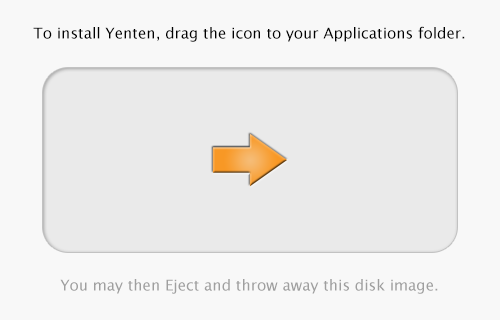 To install Yenten, drag the icon to your Applications folder.
You may then Eject and throw away this disk image.